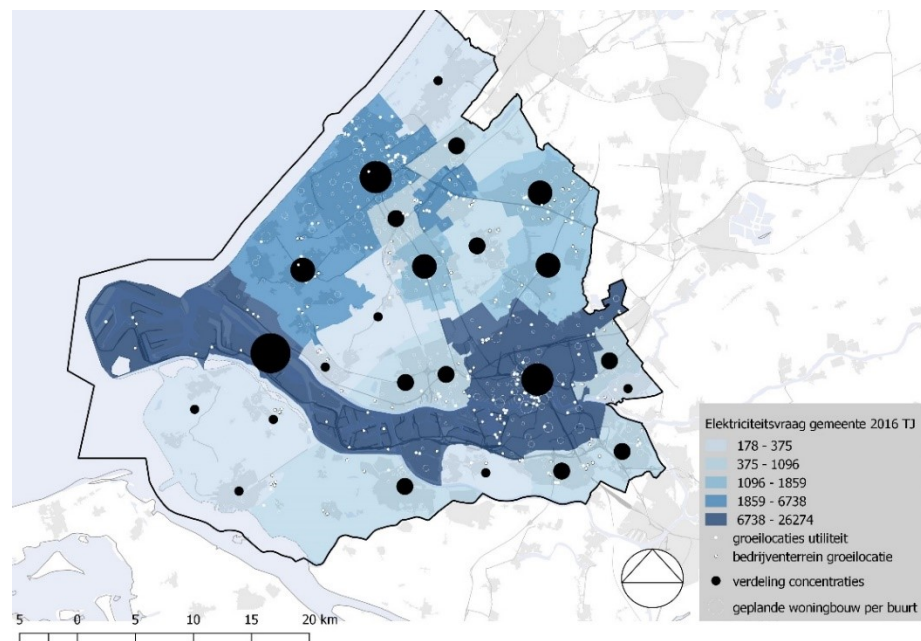 Elektriciteitsvraag gemeente 2016 TJ
178 - 375
375 - 1096
1096 - 1859
1859 - 6738
6738 - 26274
groeilocaties utiliteit
bedrijventerrein groeilocatie
verdeling concentraties
geplande woningbouw per buurt
5 0 5 10 15 20 km